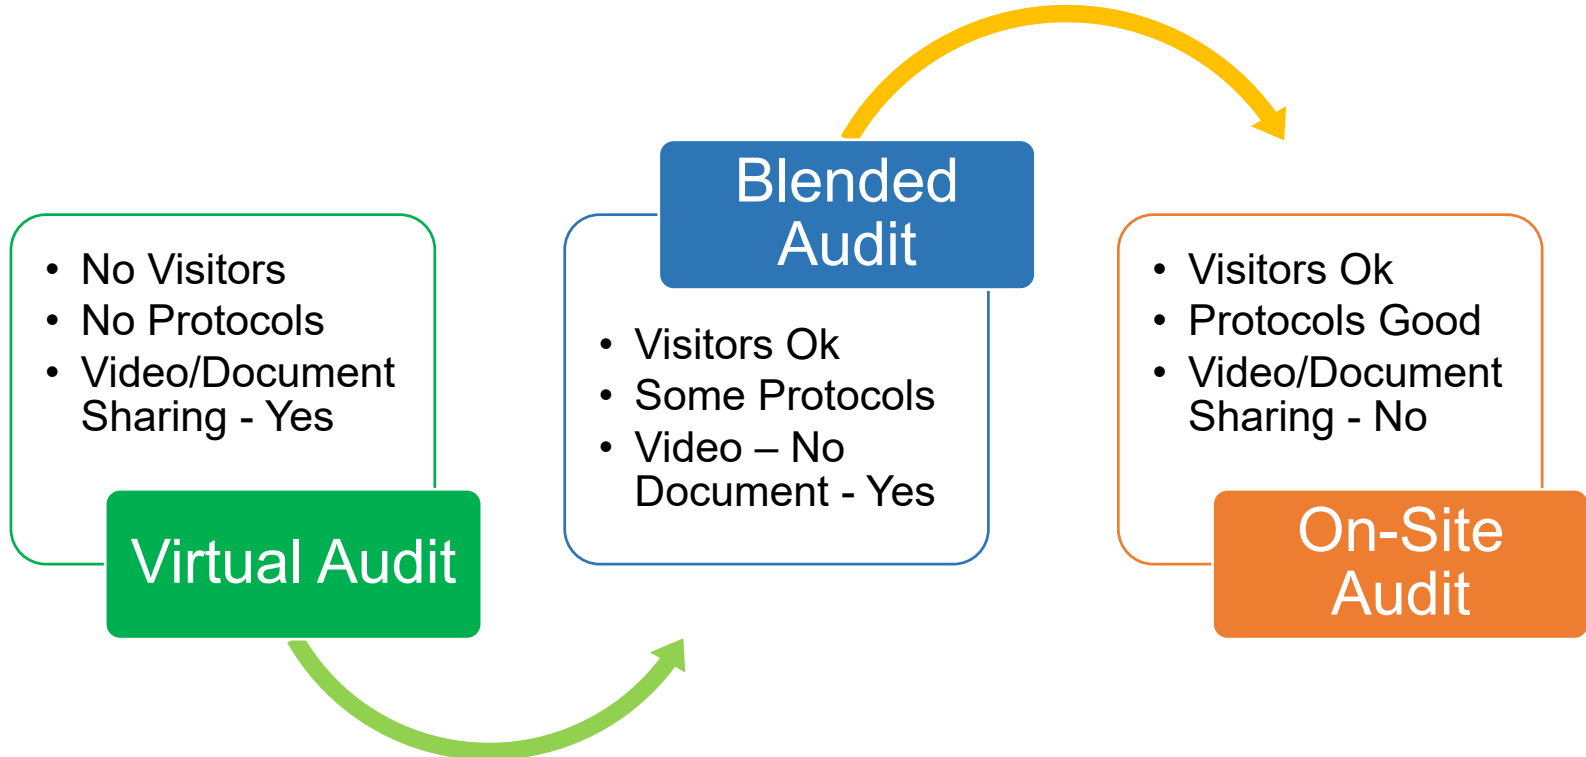 • No Visitors
• No Protocols
• Video/Document
Sharing - Yes
Virtual Audit
Blended
Audit
• Visitors Ok
• Some Protocols
• Video – No
Document - Yes
• Visitors Ok
• Protocols Good
• Video/Document
Sharing - No
On-Site
Audit